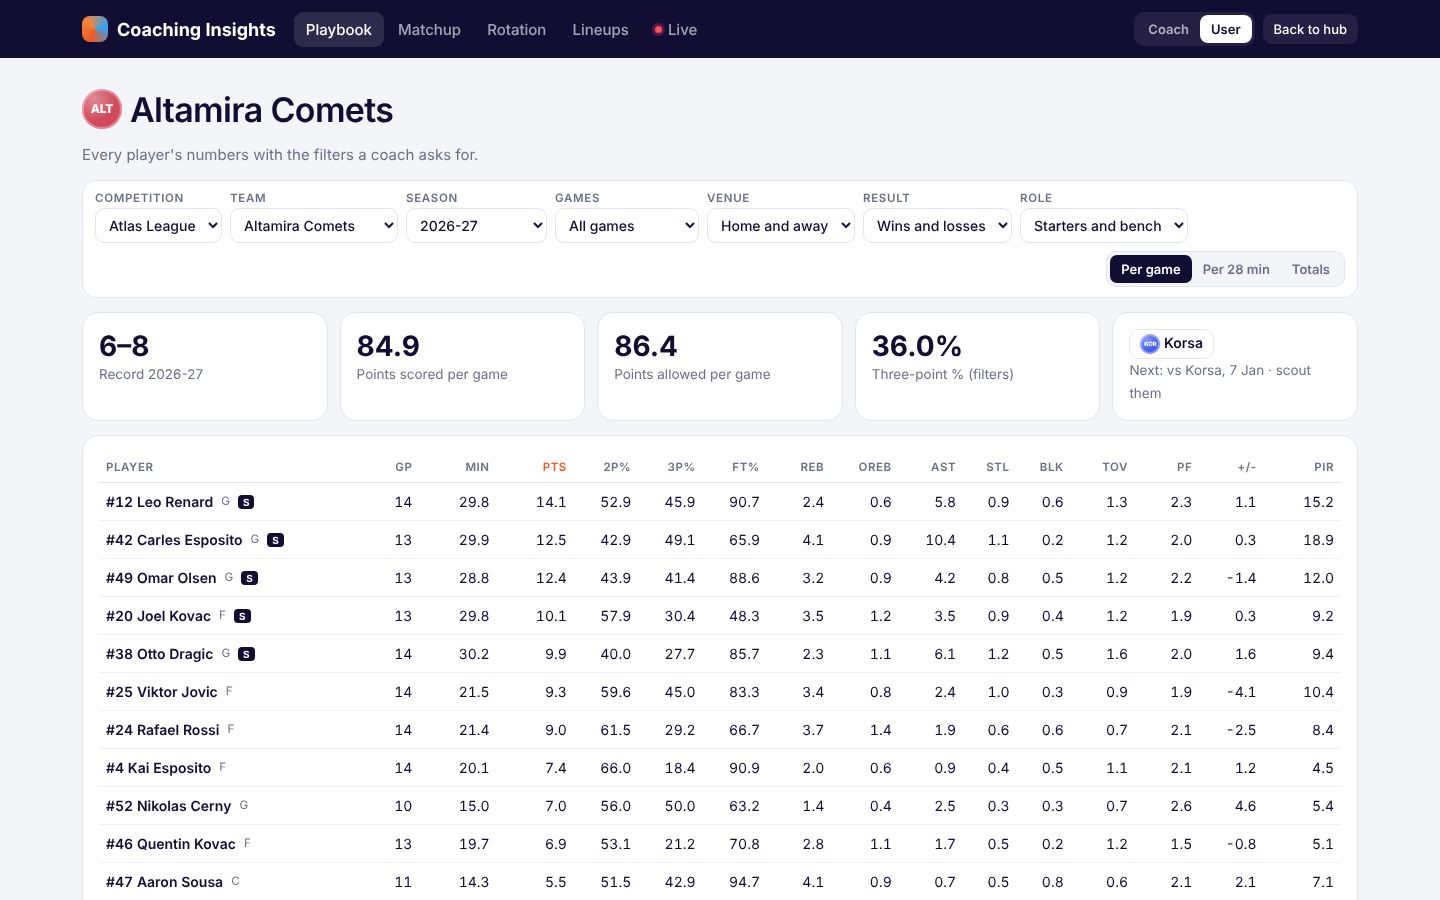 Coaching Insights Playbook Matchup Rotation Lineups Live Coach User Back to hub
ALT Altamira Comets
Every player's numbers with the filters a coach asks for.
COMPETITION TEAM SEASON GAMES VENUE RESULT ROLE
Atlas League Altamira Comets 2026-27 All games Home and away Wins and losses Starters and bench
Per game Per 28 min Totals
6–8
Record 2026-27
84.9
Points scored per game
86.4
Points allowed per game
36.0%
Three-point % (filters)
KOR Korsa
Next: vs Korsa, 7 Jan · scout
them
PLAYER GP MIN PTS 2P% 3P% FT% REB OREB AST STL BLK TOV PF +/- PIR
#12 Leo Renard G S 14 29.8 14.1 52.9 45.9 90.7 2.4 0.6 5.8 0.9 0.6 1.3 2.3 1.1 15.2
#42 Carles Esposito G S 13 29.9 12.5 42.9 49.1 65.9 4.1 0.9 10.4 1.1 0.2 1.2 2.0 0.3 18.9
#49 Omar Olsen G S 13 28.8 12.4 43.9 41.4 88.6 3.2 0.9 4.2 0.8 0.5 1.2 2.2 -1.4 12.0
#20 Joel Kovac F S 13 29.8 10.1 57.9 30.4 48.3 3.5 1.2 3.5 0.9 0.4 1.2 1.9 0.3 9.2
#38 Otto Dragic G S 14 30.2 9.9 40.0 27.7 85.7 2.3 1.1 6.1 1.2 0.5 1.6 2.0 1.6 9.4
#25 Viktor Jovic F 14 21.5 9.3 59.6 45.0 83.3 3.4 0.8 2.4 1.0 0.3 0.9 1.9 -4.1 10.4
#24 Rafael Rossi F 14 21.4 9.0 61.5 29.2 66.7 3.7 1.4 1.9 0.6 0.6 0.7 2.1 -2.5 8.4
#4 Kai Esposito F 14 20.1 7.4 66.0 18.4 90.9 2.0 0.6 0.9 0.4 0.5 1.1 2.1 1.2 4.5
#52 Nikolas Cerny G 10 15.0 7.0 56.0 50.0 63.2 1.4 0.4 2.5 0.3 0.3 0.7 2.6 4.6 5.4
#46 Quentin Kovac F 13 19.7 6.9 53.1 21.2 70.8 2.8 1.1 1.7 0.5 0.2 1.2 1.5 -0.8 5.1
#47 Aaron Sousa C 11 14.3 5.5 51.5 42.9 94.7 4.1 0.9 0.7 0.5 0.8 0.6 2.1 2.1 7.1